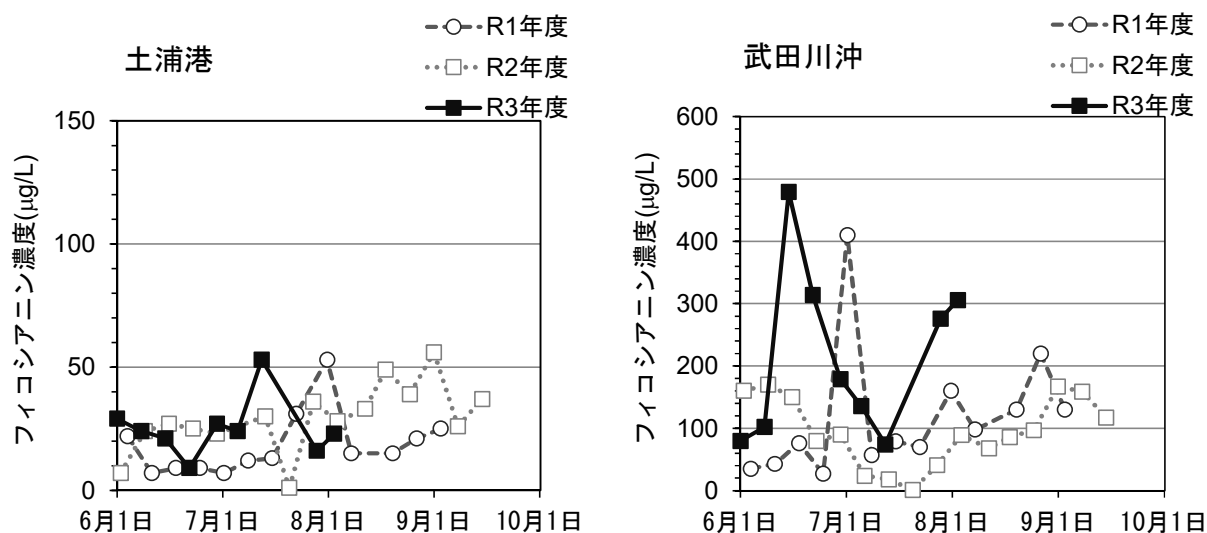 土浦港
R1年度
R2年度
R3年度
フィコシアニン濃度(μg/L)
150
100
50
0
6月1日 7月1日 8月1日 9月1日 10月1日
武田川沖
R1年度
R2年度
R3年度
フィコシアニン濃度(μg/L)
600
500
400
300
200
100
0
6月1日 7月1日 8月1日 9月1日 10月1日